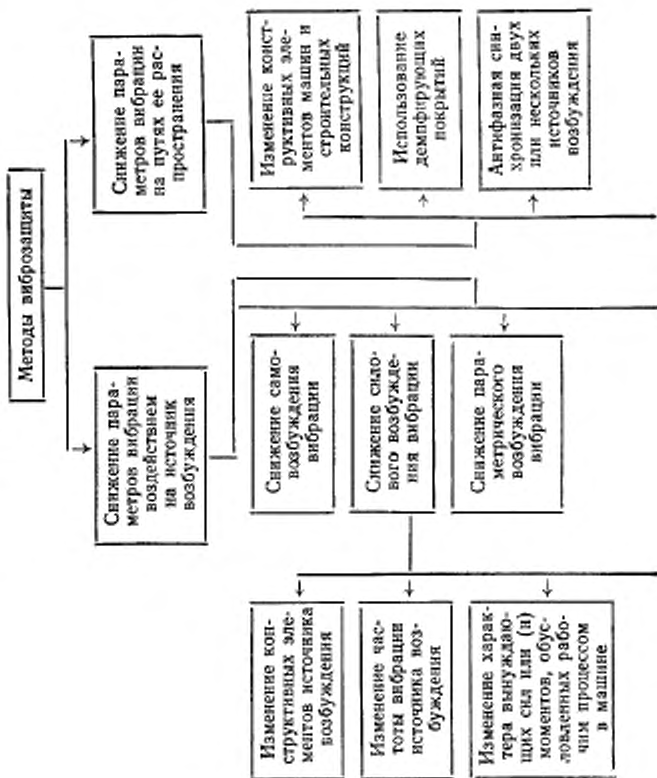 Методы виброзащиты
Снижение пара-
метров вибрации
воздействием
на источник
возбуждения
Снижение пара-
метров вибрации
на путях ее рас-
пространения
Изменение кон-
структивных эле-
ментов источника
возбуждения
Изменение час-
тоты вибрации
источника воз-
буждения
Изменение харак-
тера вынуждаю-
щих сил или (и)
моментов, обус-
ловленных рабо-
чим процессом
в машине
Снижение само-
возбуждения
вибрации
Снижение сило-
вого возбужде-
ния вибрации
Снижение пара-
метрического
возбуждения
вибрации
Изменение конст-
руктивных эле-
ментов машин и
строительных
конструкций
Использование
демпфирующих
покрытий
Антифазная син-
хронизация двух
или нескольких
источников
возбуждения